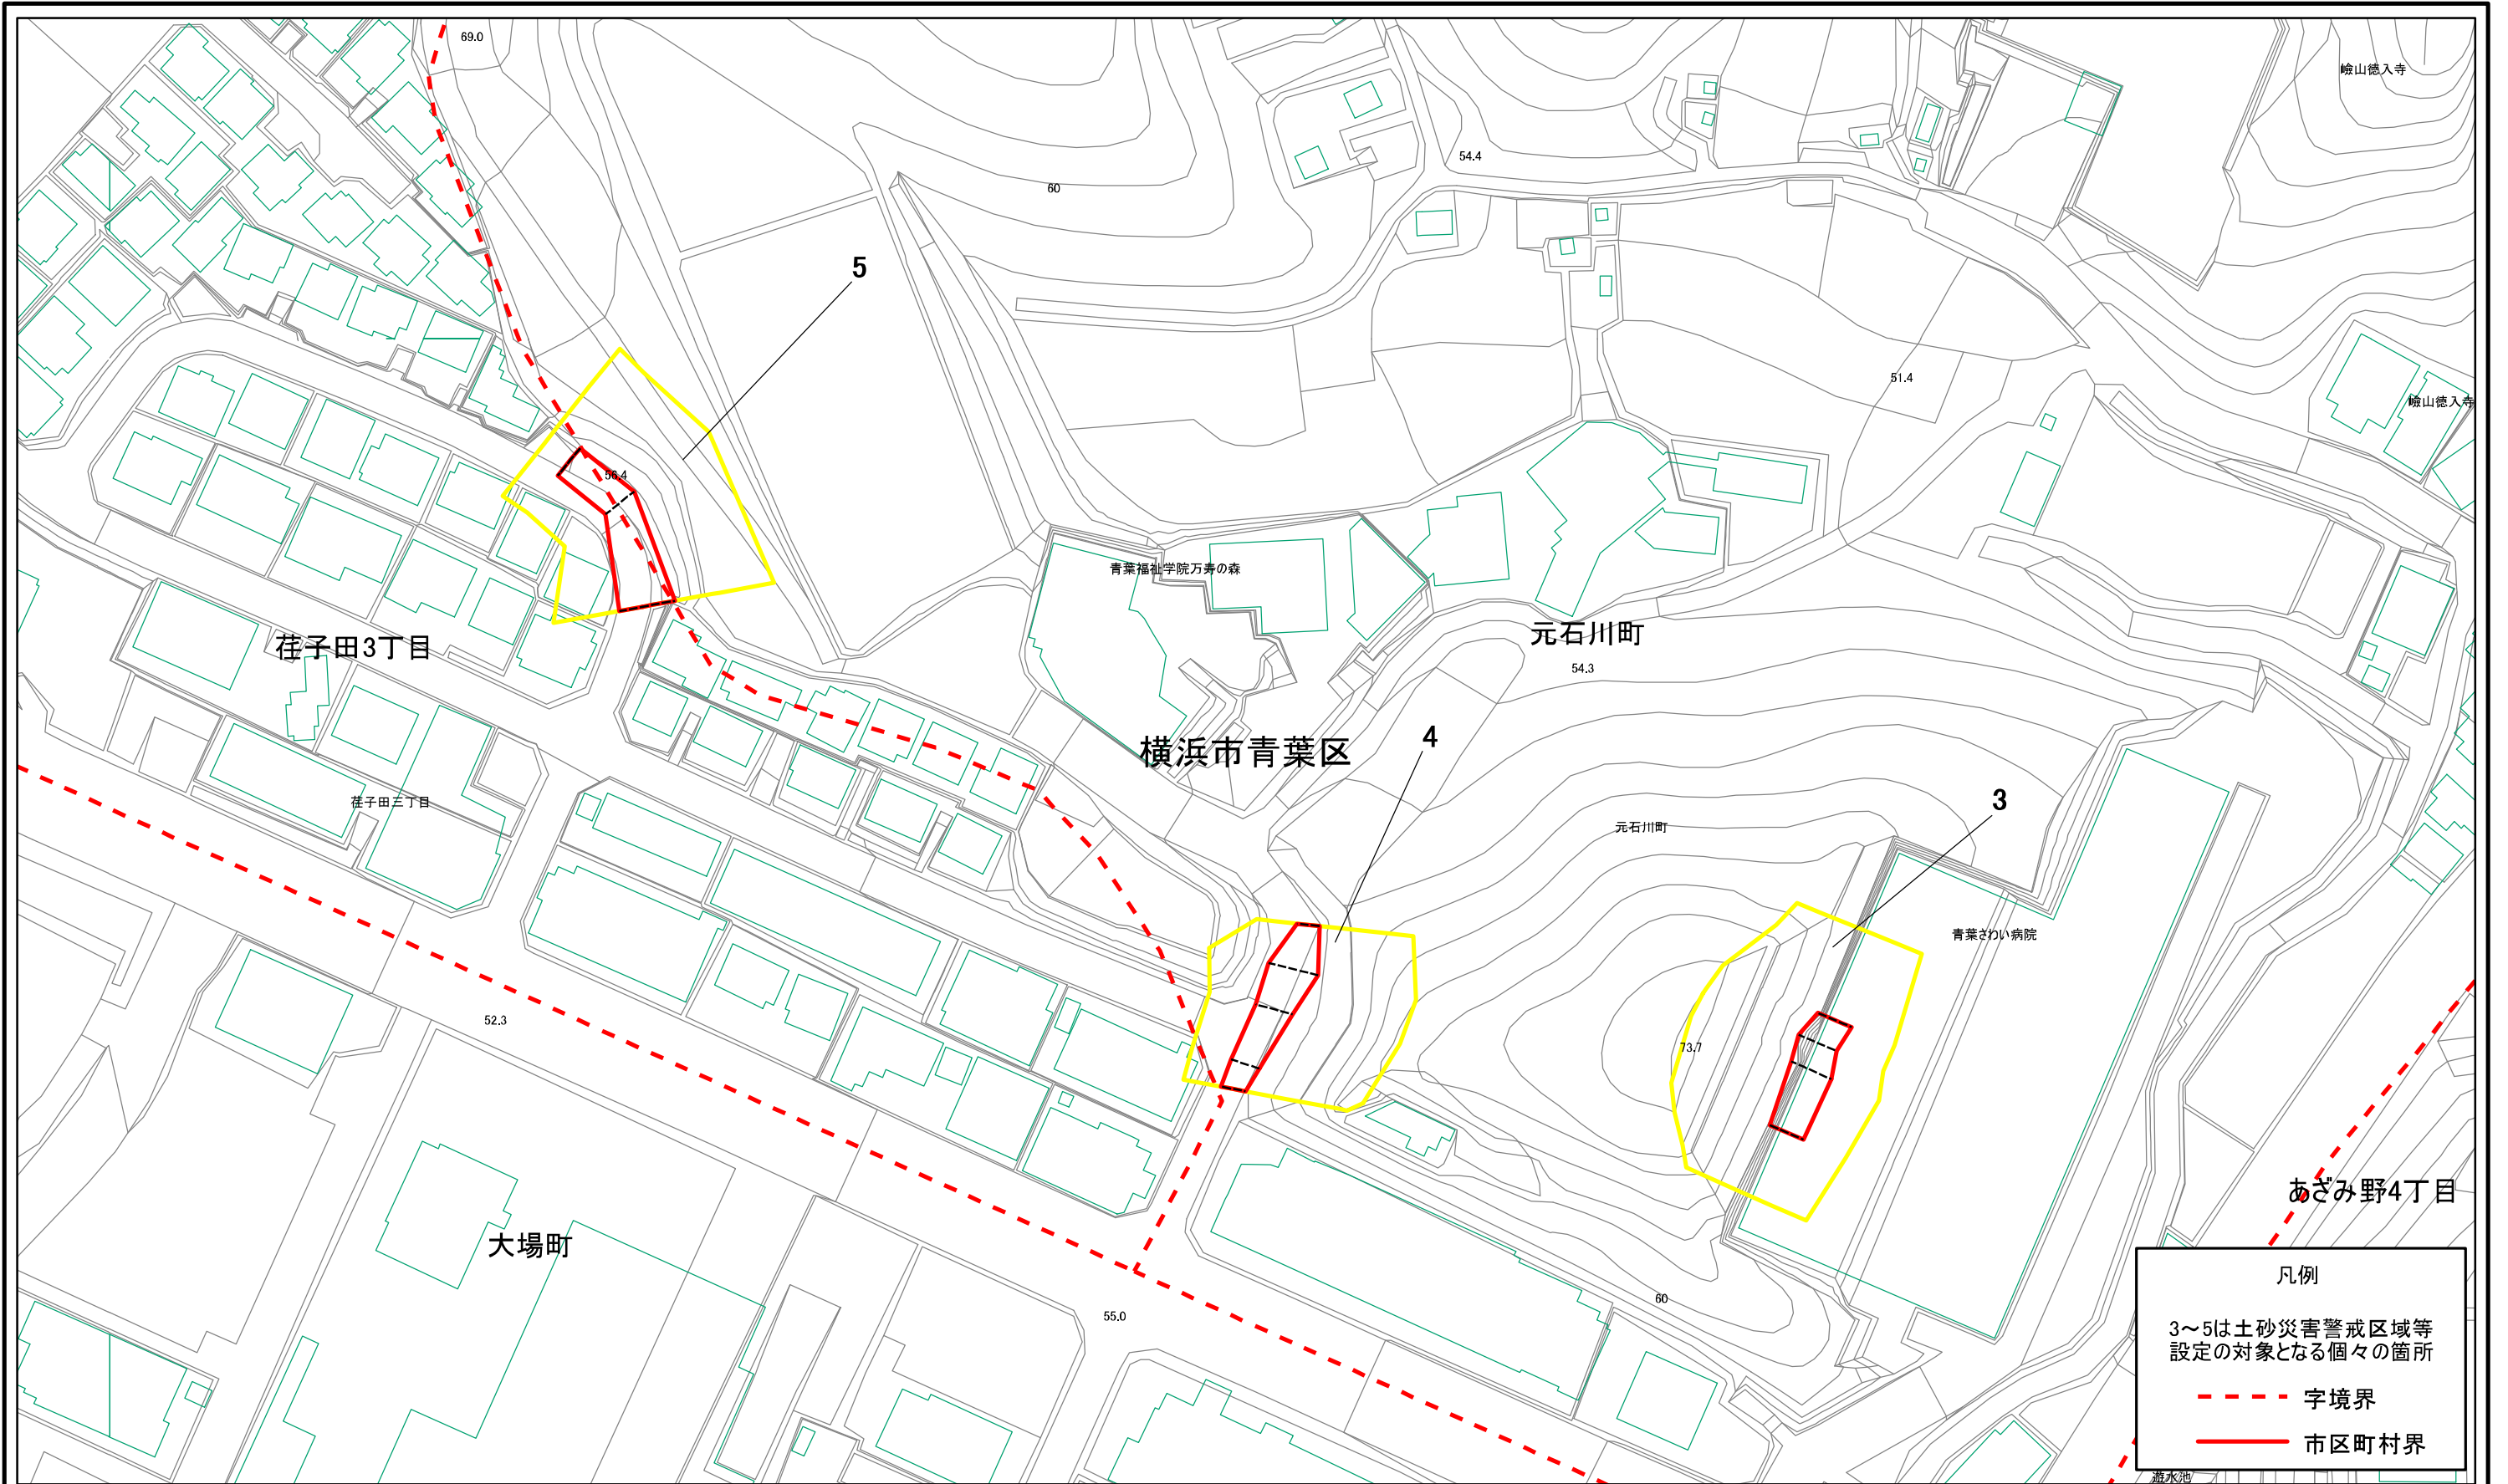 69.0
嶮山徳入寺
54.4
60
5
51.4
嶮山徳入寺
56.4
青葉福祉学院万寿の森
荏子田3丁目
元石川町
54.3
横浜市青葉区
4
荏子田三丁目
3
元石川町
青葉さわい病院
52.3
73.7
あざみ野4丁目
大場町
60
55.0
凡例
3～5は土砂災害警戒区域等
設定の対象となる個々の箇所
字境界
市区町村界
遊水池